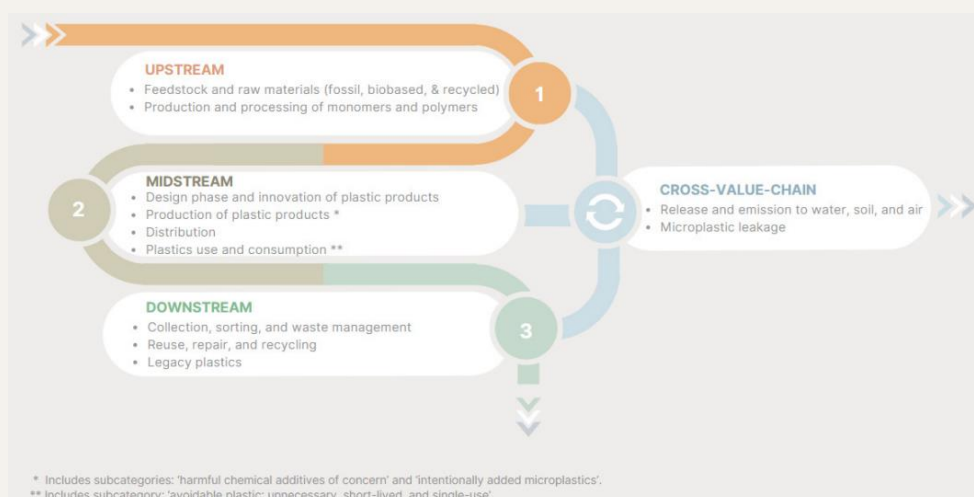 UPSTREAM
• Feedstock and raw materials (fossil, biobased, & recycled)
• Production and processing of monomers and polymers
1
MIDSTREAM
• Design phase and innovation of plastic products
• Production of plastic products *
• Distribution
• Plastics use and consumption **
2
CROSS-VALUE-CHAIN
• Release and emission to water, soil, and air
• Microplastic leakage
DOWNSTREAM
• Collection, sorting, and waste management
• Reuse, repair, and recycling
• Legacy plastics
3
* Includes subcategories: 'harmful chemical additives of concern' and 'intentionally added microplastics'.
** Includes subcategory: 'avoidable plastic: unnecessary, short-lived, and single-use'